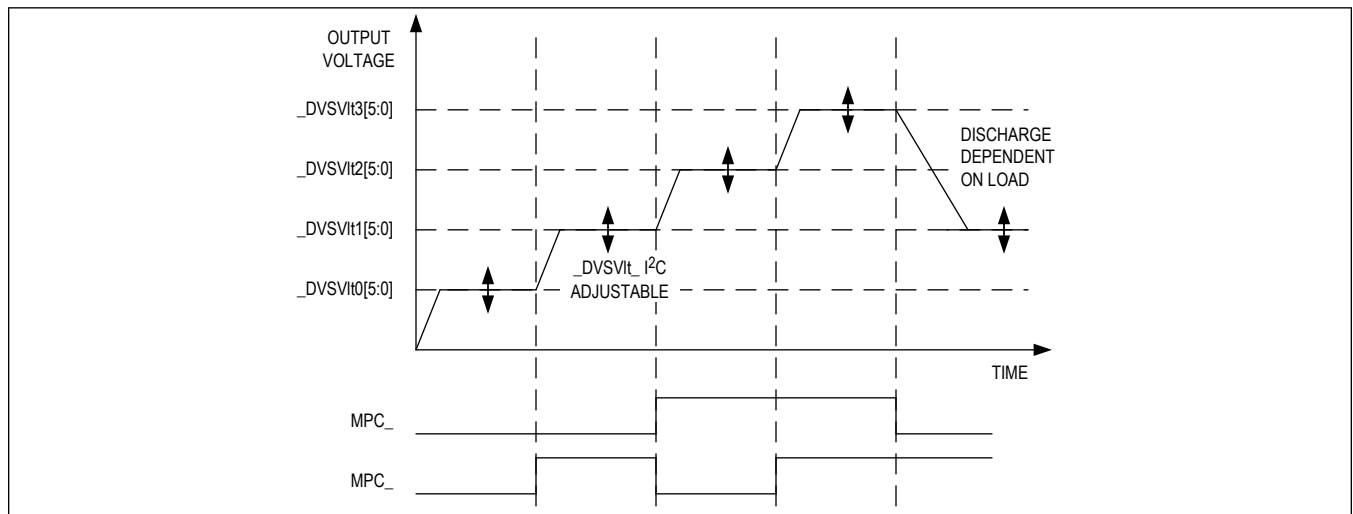 OUTPUT
VOLTAGE
_DVSVlt3[5:0]
_DVSVlt2[5:0]
_DVSVlt1[5:0]
_DVSVlt0[5:0]
DISCHARGE
DEPENDENT
ON LOAD
_DVSVlt_ I²C
ADJUSTABLE
TIME
MPC_
MPC_